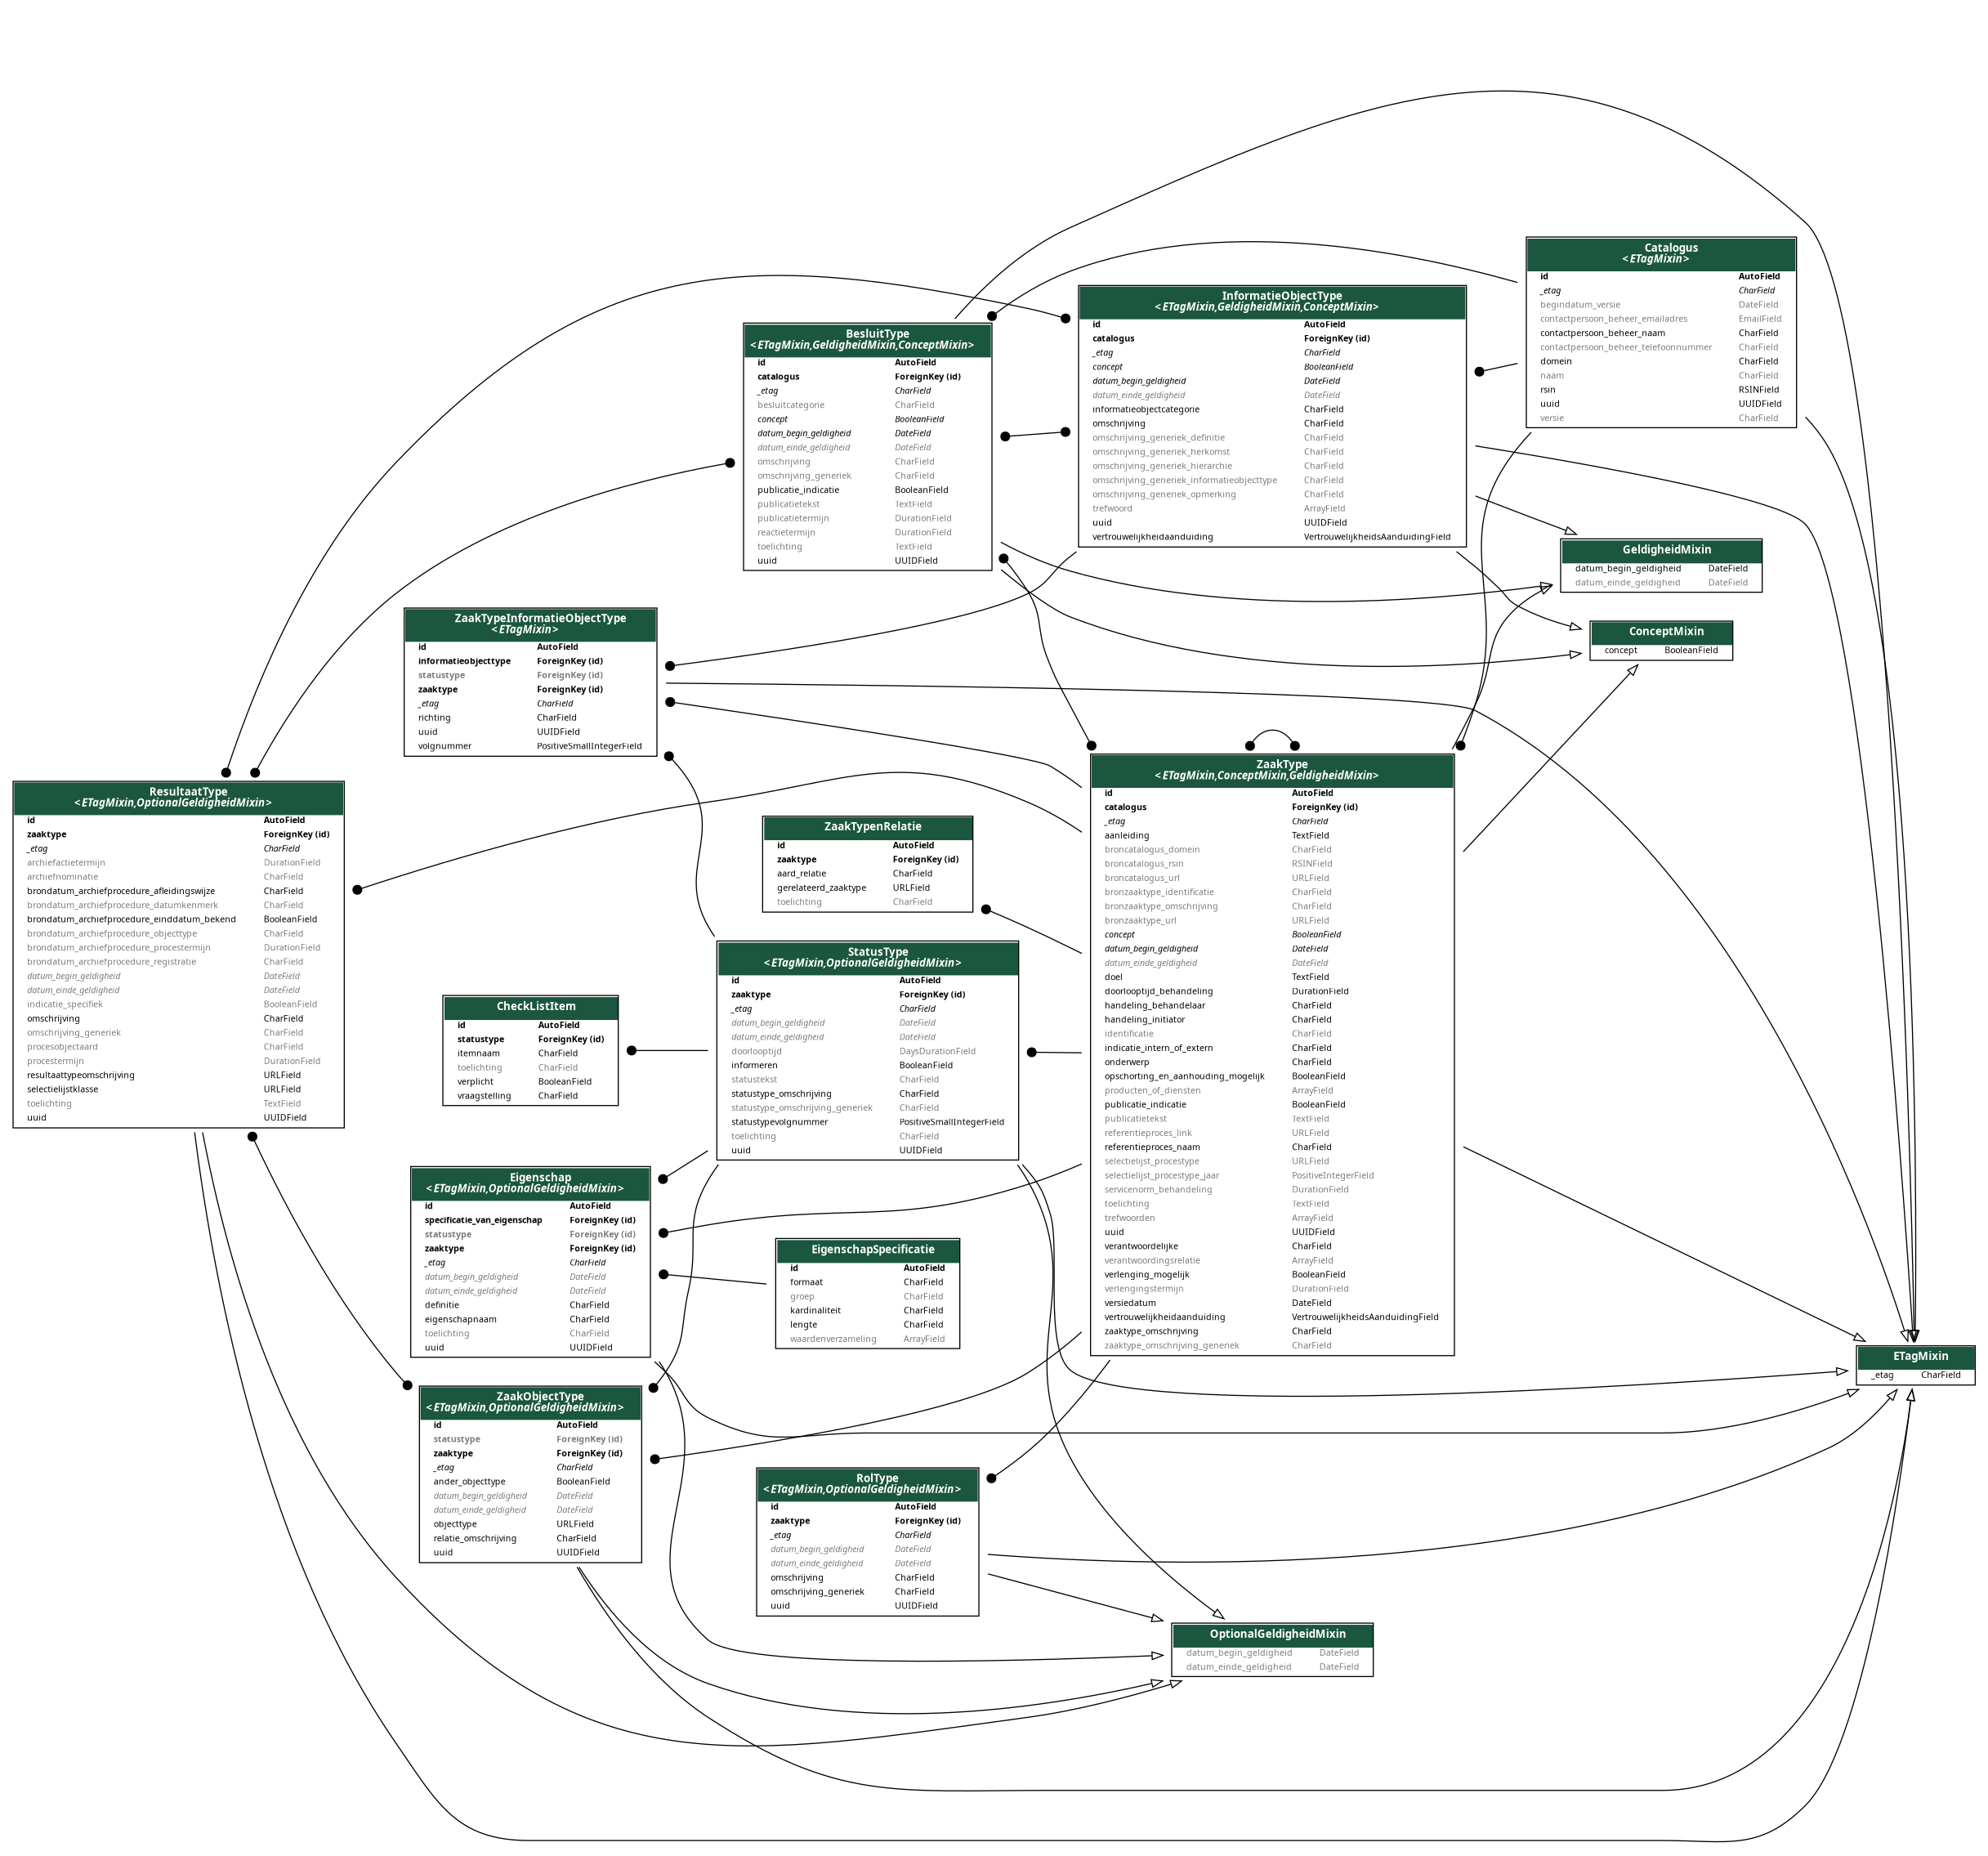 Catalogus
<ETagMixin>
id AutoField
_etag CharField
begindatum_versie DateField
contactpersoon_beheer_emailadres EmailField
contactpersoon_beheer_naam CharField
contactpersoon_beheer_telefoonnummer CharField
domein CharField
naam CharField
rsin RSINField
uuid UUIDField
versie CharField
InformatieObjectType
<ETagMixin,GeldigheidMixin,ConceptMixin>
id AutoField
catalogus ForeignKey (id)
_etag CharField
concept BooleanField
datum_begin_geldigheid DateField
datum_einde_geldigheid DateField
informatieobjectcategorie CharField
omschrijving CharField
omschrijving_generiek_definitie CharField
omschrijving_generiek_herkomst CharField
omschrijving_generiek_hierarchie CharField
omschrijving_generiek_informatieobjecttype CharField
omschrijving_generiek_opmerking CharField
trefwoord ArrayField
uuid UUIDField
vertrouwelijkheidaanduiding VertrouwelijkheidsAanduidingField
BesluitType
<ETagMixin,GeldigheidMixin,ConceptMixin>
id AutoField
catalogus ForeignKey (id)
_etag CharField
besluitcategorie CharField
concept BooleanField
datum_begin_geldigheid DateField
datum_einde_geldigheid DateField
omschrijving CharField
omschrijving_generiek CharField
publicatie_indicatie BooleanField
publicatietekst TextField
publicatietermijn DurationField
reactietermijn DurationField
toelichting TextField
uuid UUIDField
GeldigheidMixin
datum_begin_geldigheid DateField
datum_einde_geldigheid DateField
ConceptMixin
concept BooleanField
ZaakTypeInformatieObjectType
<ETagMixin>
id AutoField
informatieobjecttype ForeignKey (id)
statustype ForeignKey (id)
zaaktype ForeignKey (id)
_etag CharField
richting CharField
uuid UUIDField
volgnummer PositiveSmallIntegerField
ResultaatType
<ETagMixin,OptionalGeldigheidMixin>
id AutoField
zaaktype ForeignKey (id)
_etag CharField
archiefactietermijn DurationField
archiefnominatie CharField
brondatum_archiefprocedure_afleidingswijze CharField
brondatum_archiefprocedure_datumkenmerk CharField
brondatum_archiefprocedure_einddatum_bekend BooleanField
brondatum_archiefprocedure_objecttype CharField
brondatum_archiefprocedure_procestermijn DurationField
brondatum_archiefprocedure_registratie CharField
datum_begin_geldigheid DateField
datum_einde_geldigheid DateField
indicatie_specifiek BooleanField
omschrijving CharField
omschrijving_generiek CharField
procesobjectaard CharField
procestermijn DurationField
resultaattypeomschrijving URLField
selectielijstklasse URLField
toelichting TextField
uuid UUIDField
ZaakType
<ETagMixin,ConceptMixin,GeldigheidMixin>
id AutoField
catalogus ForeignKey (id)
_etag CharField
aanleiding TextField
broncatalogus_domein CharField
broncatalogus_rsin RSINField
broncatalogus_url URLField
bronzaaktype_identificatie CharField
bronzaaktype_omschrijving CharField
bronzaaktype_url URLField
concept BooleanField
datum_begin_geldigheid DateField
datum_einde_geldigheid DateField
doel TextField
doorlooptijd_behandeling DurationField
handeling_behandelaar CharField
handeling_initiator CharField
identificatie CharField
indicatie_intern_of_extern CharField
onderwerp CharField
opschorting_en_aanhouding_mogelijk BooleanField
producten_of_diensten ArrayField
publicatie_indicatie BooleanField
publicatietekst TextField
referentieproces_link URLField
referentieproces_naam CharField
selectielijst_procestype URLField
selectielijst_procestype_jaar PositiveIntegerField
servicenorm_behandeling DurationField
toelichting TextField
trefwoorden ArrayField
uuid UUIDField
verantwoordelijke CharField
verantwoordingsrelatie ArrayField
verlenging_mogelijk BooleanField
verlengingstermijn DurationField
versiedatum DateField
vertrouwelijkheidaanduiding VertrouwelijkheidsAanduidingField
zaaktype_omschrijving CharField
zaaktype_omschrijving_generiek CharField
ZaakTypenRelatie
id AutoField
zaaktype ForeignKey (id)
aard_relatie CharField
gerelateerd_zaaktype URLField
toelichting CharField
StatusType
<ETagMixin,OptionalGeldigheidMixin>
id AutoField
zaaktype ForeignKey (id)
_etag CharField
datum_begin_geldigheid DateField
datum_einde_geldigheid DateField
doorlooptijd DaysDurationField
informeren BooleanField
statustekst CharField
statustype_omschrijving CharField
statustype_omschrijving_generiek CharField
statustypevolgnummer PositiveSmallIntegerField
toelichting CharField
uuid UUIDField
CheckListItem
id AutoField
statustype ForeignKey (id)
itemnaam CharField
toelichting CharField
verplicht BooleanField
vraagstelling CharField
Eigenschap
<ETagMixin,OptionalGeldigheidMixin>
id AutoField
specificatie_van_eigenschap ForeignKey (id)
statustype ForeignKey (id)
zaaktype ForeignKey (id)
_etag CharField
datum_begin_geldigheid DateField
datum_einde_geldigheid DateField
definitie CharField
eigenschapnaam CharField
toelichting CharField
uuid UUIDField
EigenschapSpecificatie
id AutoField
formaat CharField
groep CharField
kardinaliteit CharField
lengte CharField
waardenverzameling ArrayField
ETagMixin
_etag CharField
ZaakObjectType
<ETagMixin,OptionalGeldigheidMixin>
id AutoField
statustype ForeignKey (id)
zaaktype ForeignKey (id)
_etag CharField
ander_objecttype BooleanField
datum_begin_geldigheid DateField
datum_einde_geldigheid DateField
objecttype URLField
relatie_omschrijving CharField
uuid UUIDField
RolType
<ETagMixin,OptionalGeldigheidMixin>
id AutoField
zaaktype ForeignKey (id)
_etag CharField
datum_begin_geldigheid DateField
datum_einde_geldigheid DateField
omschrijving CharField
omschrijving_generiek CharField
uuid UUIDField
OptionalGeldigheidMixin
datum_begin_geldigheid DateField
datum_einde_geldigheid DateField